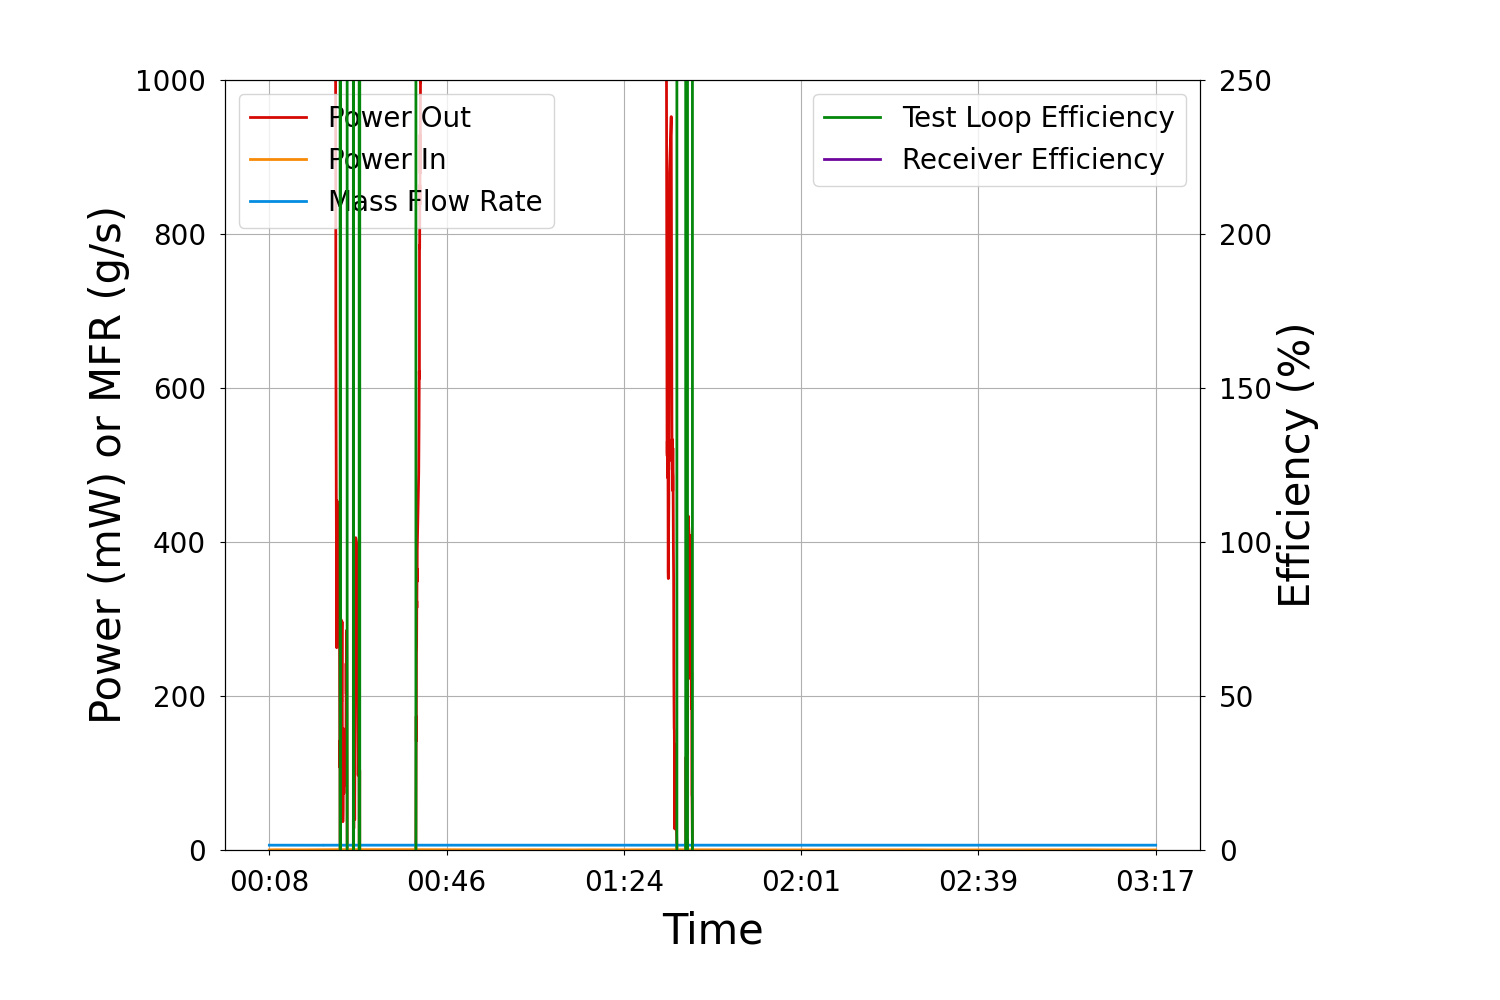 1000
800
600
400
200
0
Power (mW) or MFR (g/s)
Power Out
Power In
Mass Flow Rate
Test Loop Efficiency
Receiver Efficiency
250
200
150
100
50
0
Efficiency (%)
00:08 00:46 01:24 02:01 02:39 03:17
Time